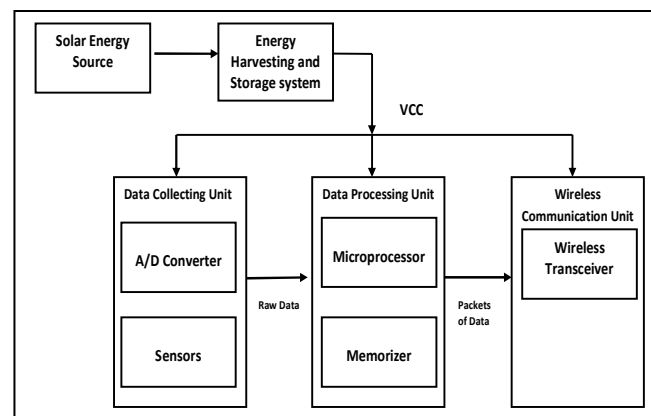 Solar Energy
Source
Energy
Harvesting and
Storage system
VCC
Data Collecting Unit
A/D Converter
Sensors
Raw Data
Data Processing Unit
Microprocessor
Memorizer
Packets
of Data
Wireless
Communication Unit
Wireless
Transceiver